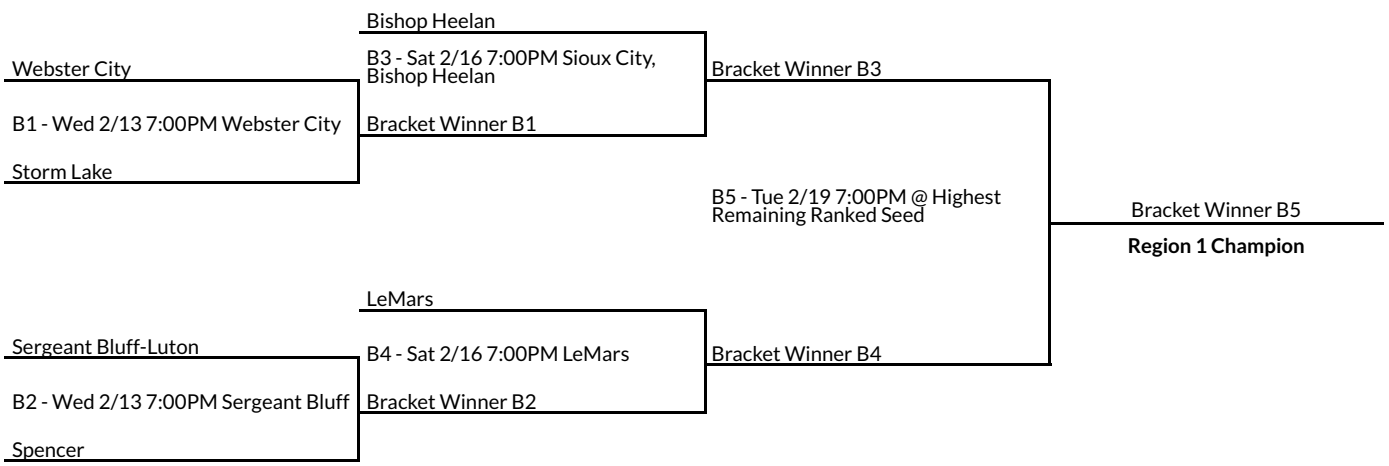 Bishop Heelan
B3 - Sat 2/16 7:00PM Sioux City,
Bishop Heelan
Webster City
Bracket Winner B3
B1 - Wed 2/13 7:00PM Webster City
Bracket Winner B1
Storm Lake
B5 - Tue 2/19 7:00PM @ Highest
Remaining Ranked Seed
Bracket Winner B5
Region 1 Champion
LeMars
Sergeant Bluff-Luton
B4 - Sat 2/16 7:00PM LeMars
Bracket Winner B4
B2 - Wed 2/13 7:00PM Sergeant Bluff
Bracket Winner B2
Spencer